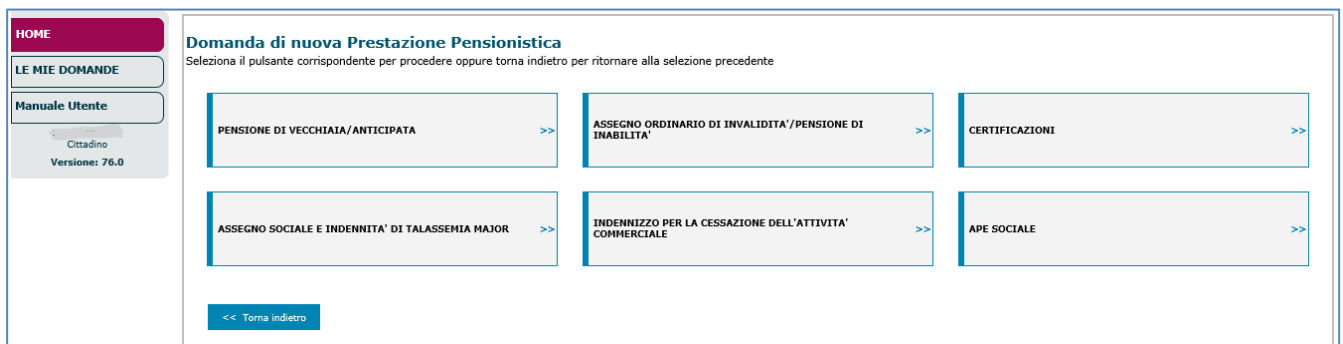 HOME
LE MIE DOMANDE
Manuale Utente
Cittadino
Versione: 76.0
Domanda di nuova Prestazione Pensionistica
Seleziona il pulsante corrispondente per procedere oppure torna indietro per ritornare alla selezione precedente
PENSIONE DI VECCHIAIA/ANTICIPATA >>
ASSEGNO ORDINARIO DI INVALIDITA'/PENSIONE DI
INABILITA' >>
CERTIFICAZIONI >>
ASSEGNO SOCIALE E INDENNITA' DI TALASSEMIA MAJOR >>
INDENNIZZO PER LA CESSAZIONE DELL'ATTIVITA'
COMMERCIALE >>
APE SOCIALE >>
<< Torna indietro